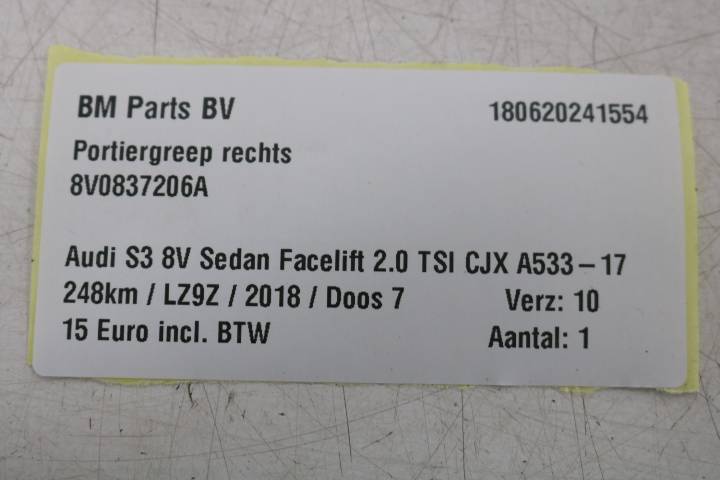 BM Parts BV 180620241554
Portiergreep rechts
8V0837206A
Audi S3 8V Sedan Facelift 2.0 TSI CJX A533-17
248km / LZ9Z / 2018 / Doos 7 Verz: 10
15 Euro incl. BTW Aantal: 1